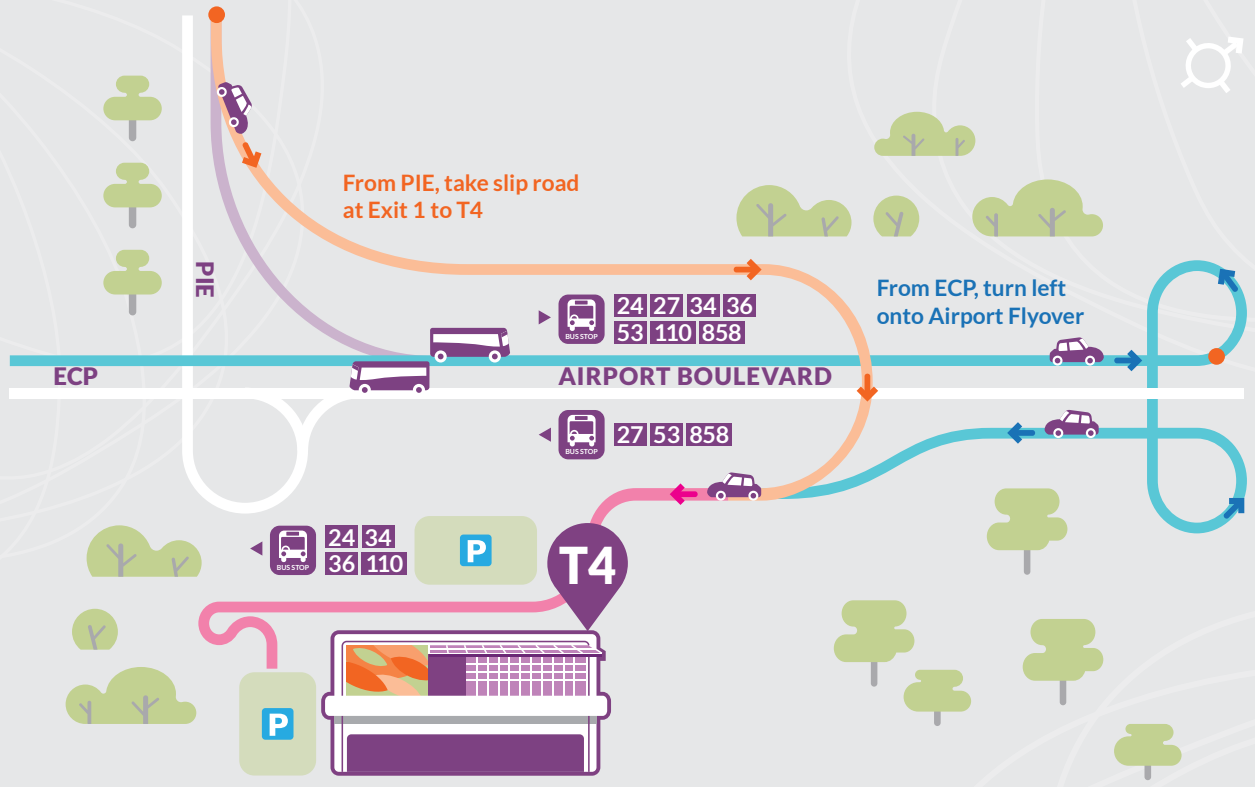 From PIE, take slip road
at Exit 1 to T4
PIE
24 27 34 36
53 110 858
BUS STOP
From ECP, turn left
onto Airport Flyover
ECP
AIRPORT BOULEVARD
27 53 858
BUS STOP
24 34
36 110
BUS STOP
P
T4
P